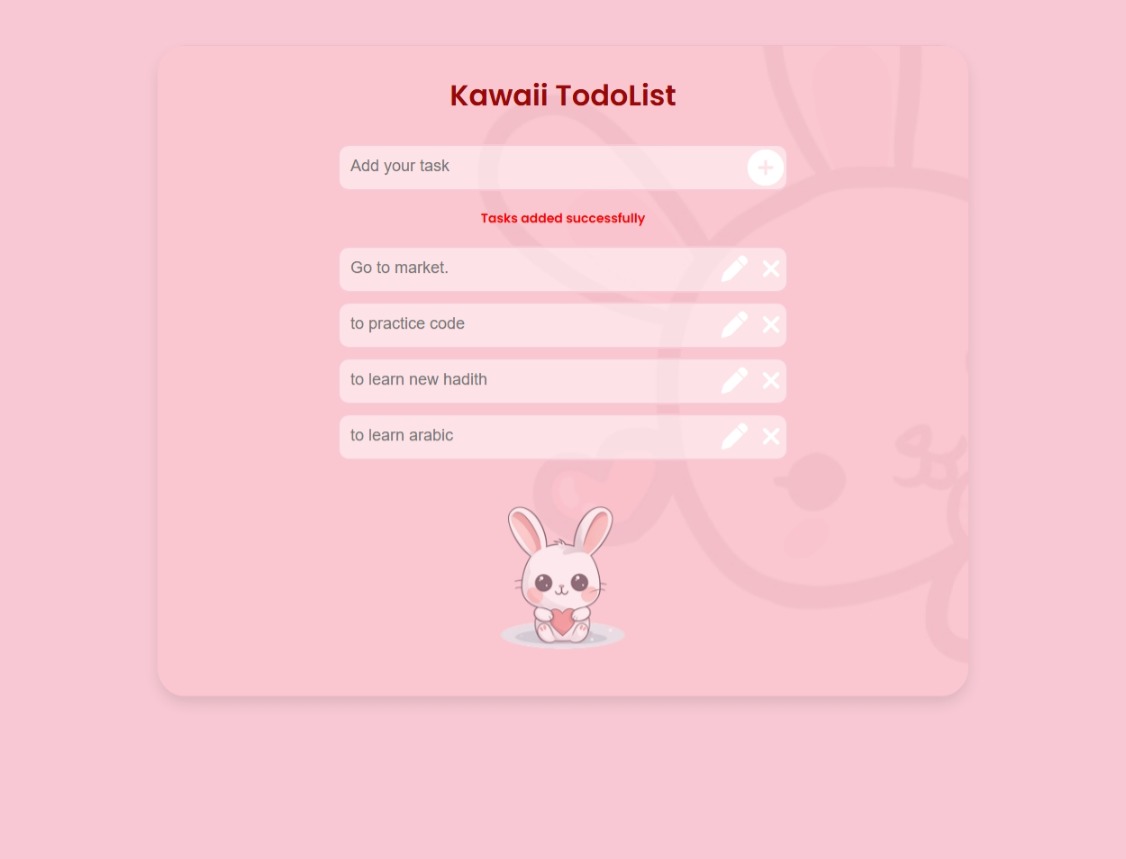 Kawaii TodoList
Add your task
Tasks added successfully
Go to market.
to practice code
to learn new hadith
to learn arabic